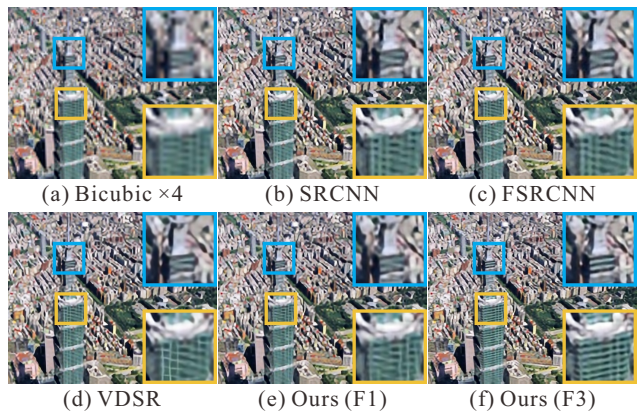 (a) Bicubic ×4
(b) SRCNN
(c) FSRCNN
(d) VDSR
(e) Ours (F1)
(f) Ours (F3)